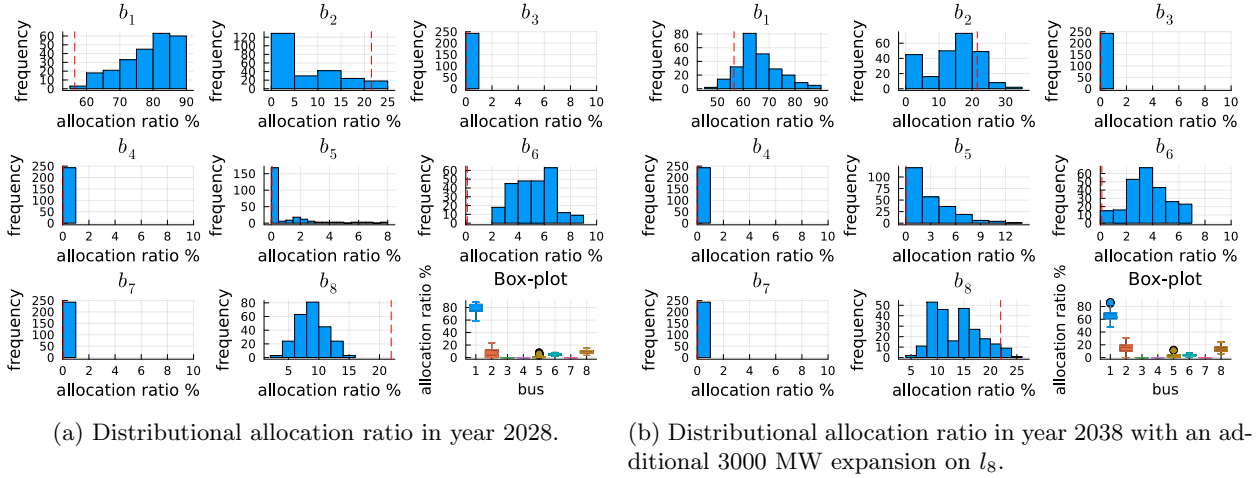 b1 b2 b3
frequency 60 50 40 30 20 10 0
60 70 80 90
allocation ratio %
frequency 120 90 60 30 0
0 5 10 15 20 25
allocation ratio %
frequency 250 200 150 100 50 0
0 2 4 6 8 10
allocation ratio %
b4 b5 b6
frequency 250 200 150 100 50 0
0 2 4 6 8 10
allocation ratio %
frequency 150 100 50 0
0 2 4 6 8
allocation ratio %
frequency 60 50 40 30 20 10 0
0 2 4 6 8 10
allocation ratio %
b7 b8 Box-plot
frequency 250 200 150 100 50 0
0 2 4 6 8 10
allocation ratio %
frequency 80 60 40 20 0
5 10 15 20
allocation ratio %
allocation ratio % 80 60 40 20 0
1 2 3 4 5 6 7 8
bus
(a) Distributional allocation ratio in year 2028.
b1 b2 b3
frequency 80 60 40 20 0
50 60 70 80 90
allocation ratio %
frequency 60 40 20 0
0 10 20 30
allocation ratio %
frequency 250 200 150 100 50 0
0 2 4 6 8 10
allocation ratio %
b4 b5 b6
frequency 250 200 150 100 50 0
0 2 4 6 8 10
allocation ratio %
frequency 100 75 50 25 0
0 3 6 9 12
allocation ratio %
frequency 60 50 40 30 20 10 0
0 2 4 6 8 10
allocation ratio %
b7 b8 Box-plot
frequency 250 200 150 100 50 0
0 2 4 6 8 10
allocation ratio %
frequency 50 40 30 20 10 0
5 10 15 20 25
allocation ratio %
allocation ratio % 80 60 40 20 0
1 2 3 4 5 6 7 8
bus
(b) Distributional allocation ratio in year 2038 with an ad-
ditional 3000 MW expansion on l8.